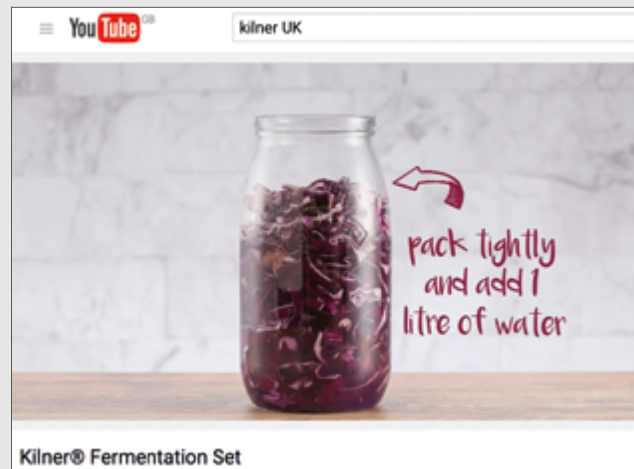 YouTube GB
kilner UK
pack tightly
and add 1
litre of water
Kilner® Fermentation Set